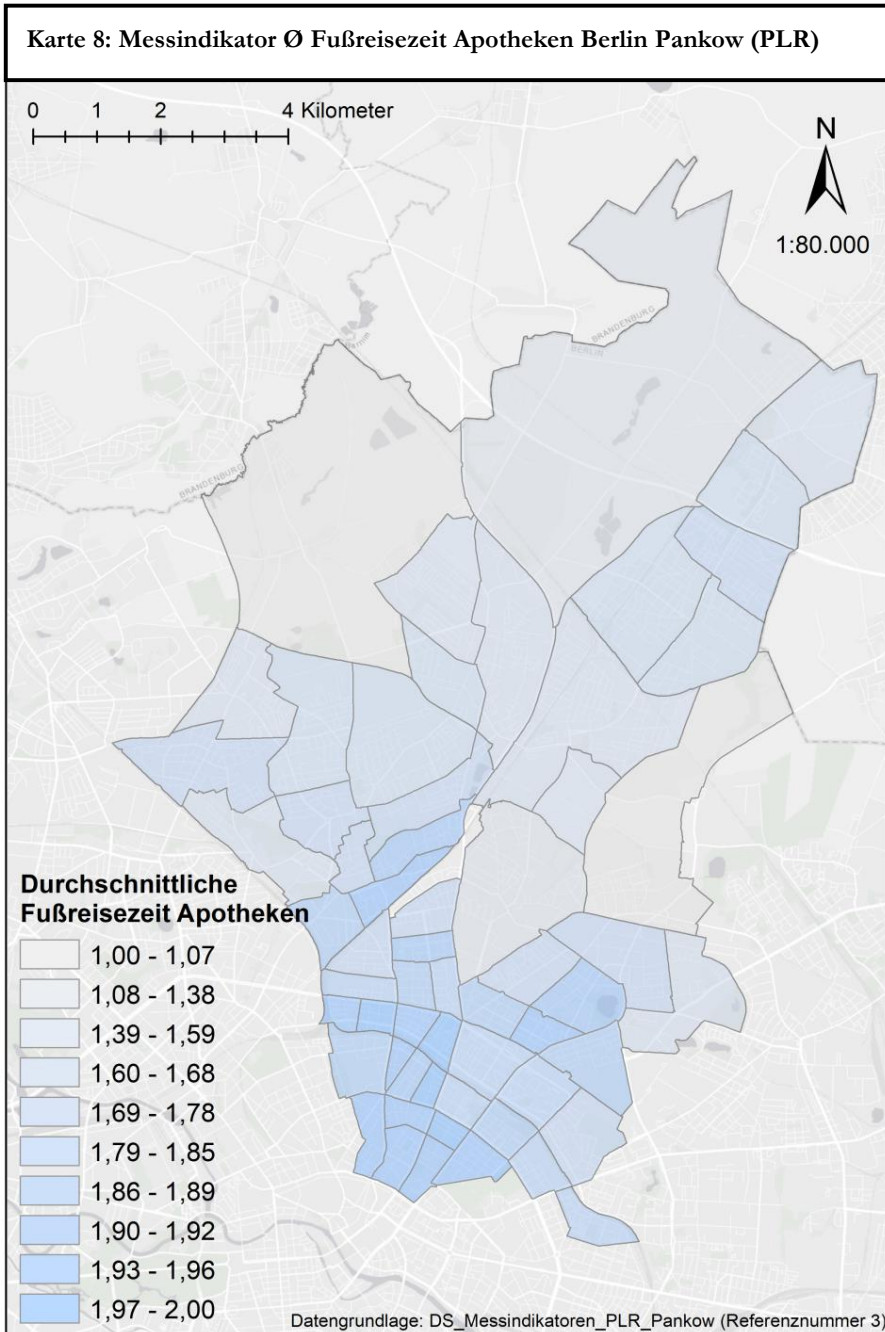 Karte 8: Messindikator Ø Fußreisezeit Apotheken Berlin Pankow (PLR)
0 1 2 4 Kilometer
N
1:80.000
BRANDENBURG
BERLIN
BRANDENBURG
Durchschnittliche
Fußreisezeit Apotheken
1,00 - 1,07
1,08 - 1,38
1,39 - 1,59
1,60 - 1,68
1,69 - 1,78
1,79 - 1,85
1,86 - 1,89
1,90 - 1,92
1,93 - 1,96
1,97 - 2,00
Datengrundlage: DS_Messindikatoren_PLR_Pankow (Referenznummer 3)